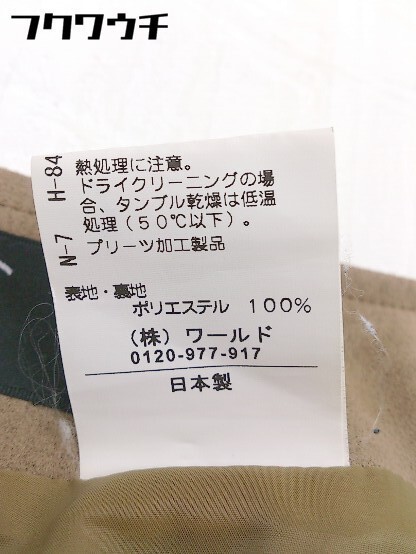 フクワウチ
N-7 H-84
熱処理に注意。
ドライクリーニングの場
合、タンブル乾燥は低温
処理（50℃以下）。
プリーツ加工製品
表地・裏地
ポリエステル 100%
（株）ワールド
0120-977-917
日本製